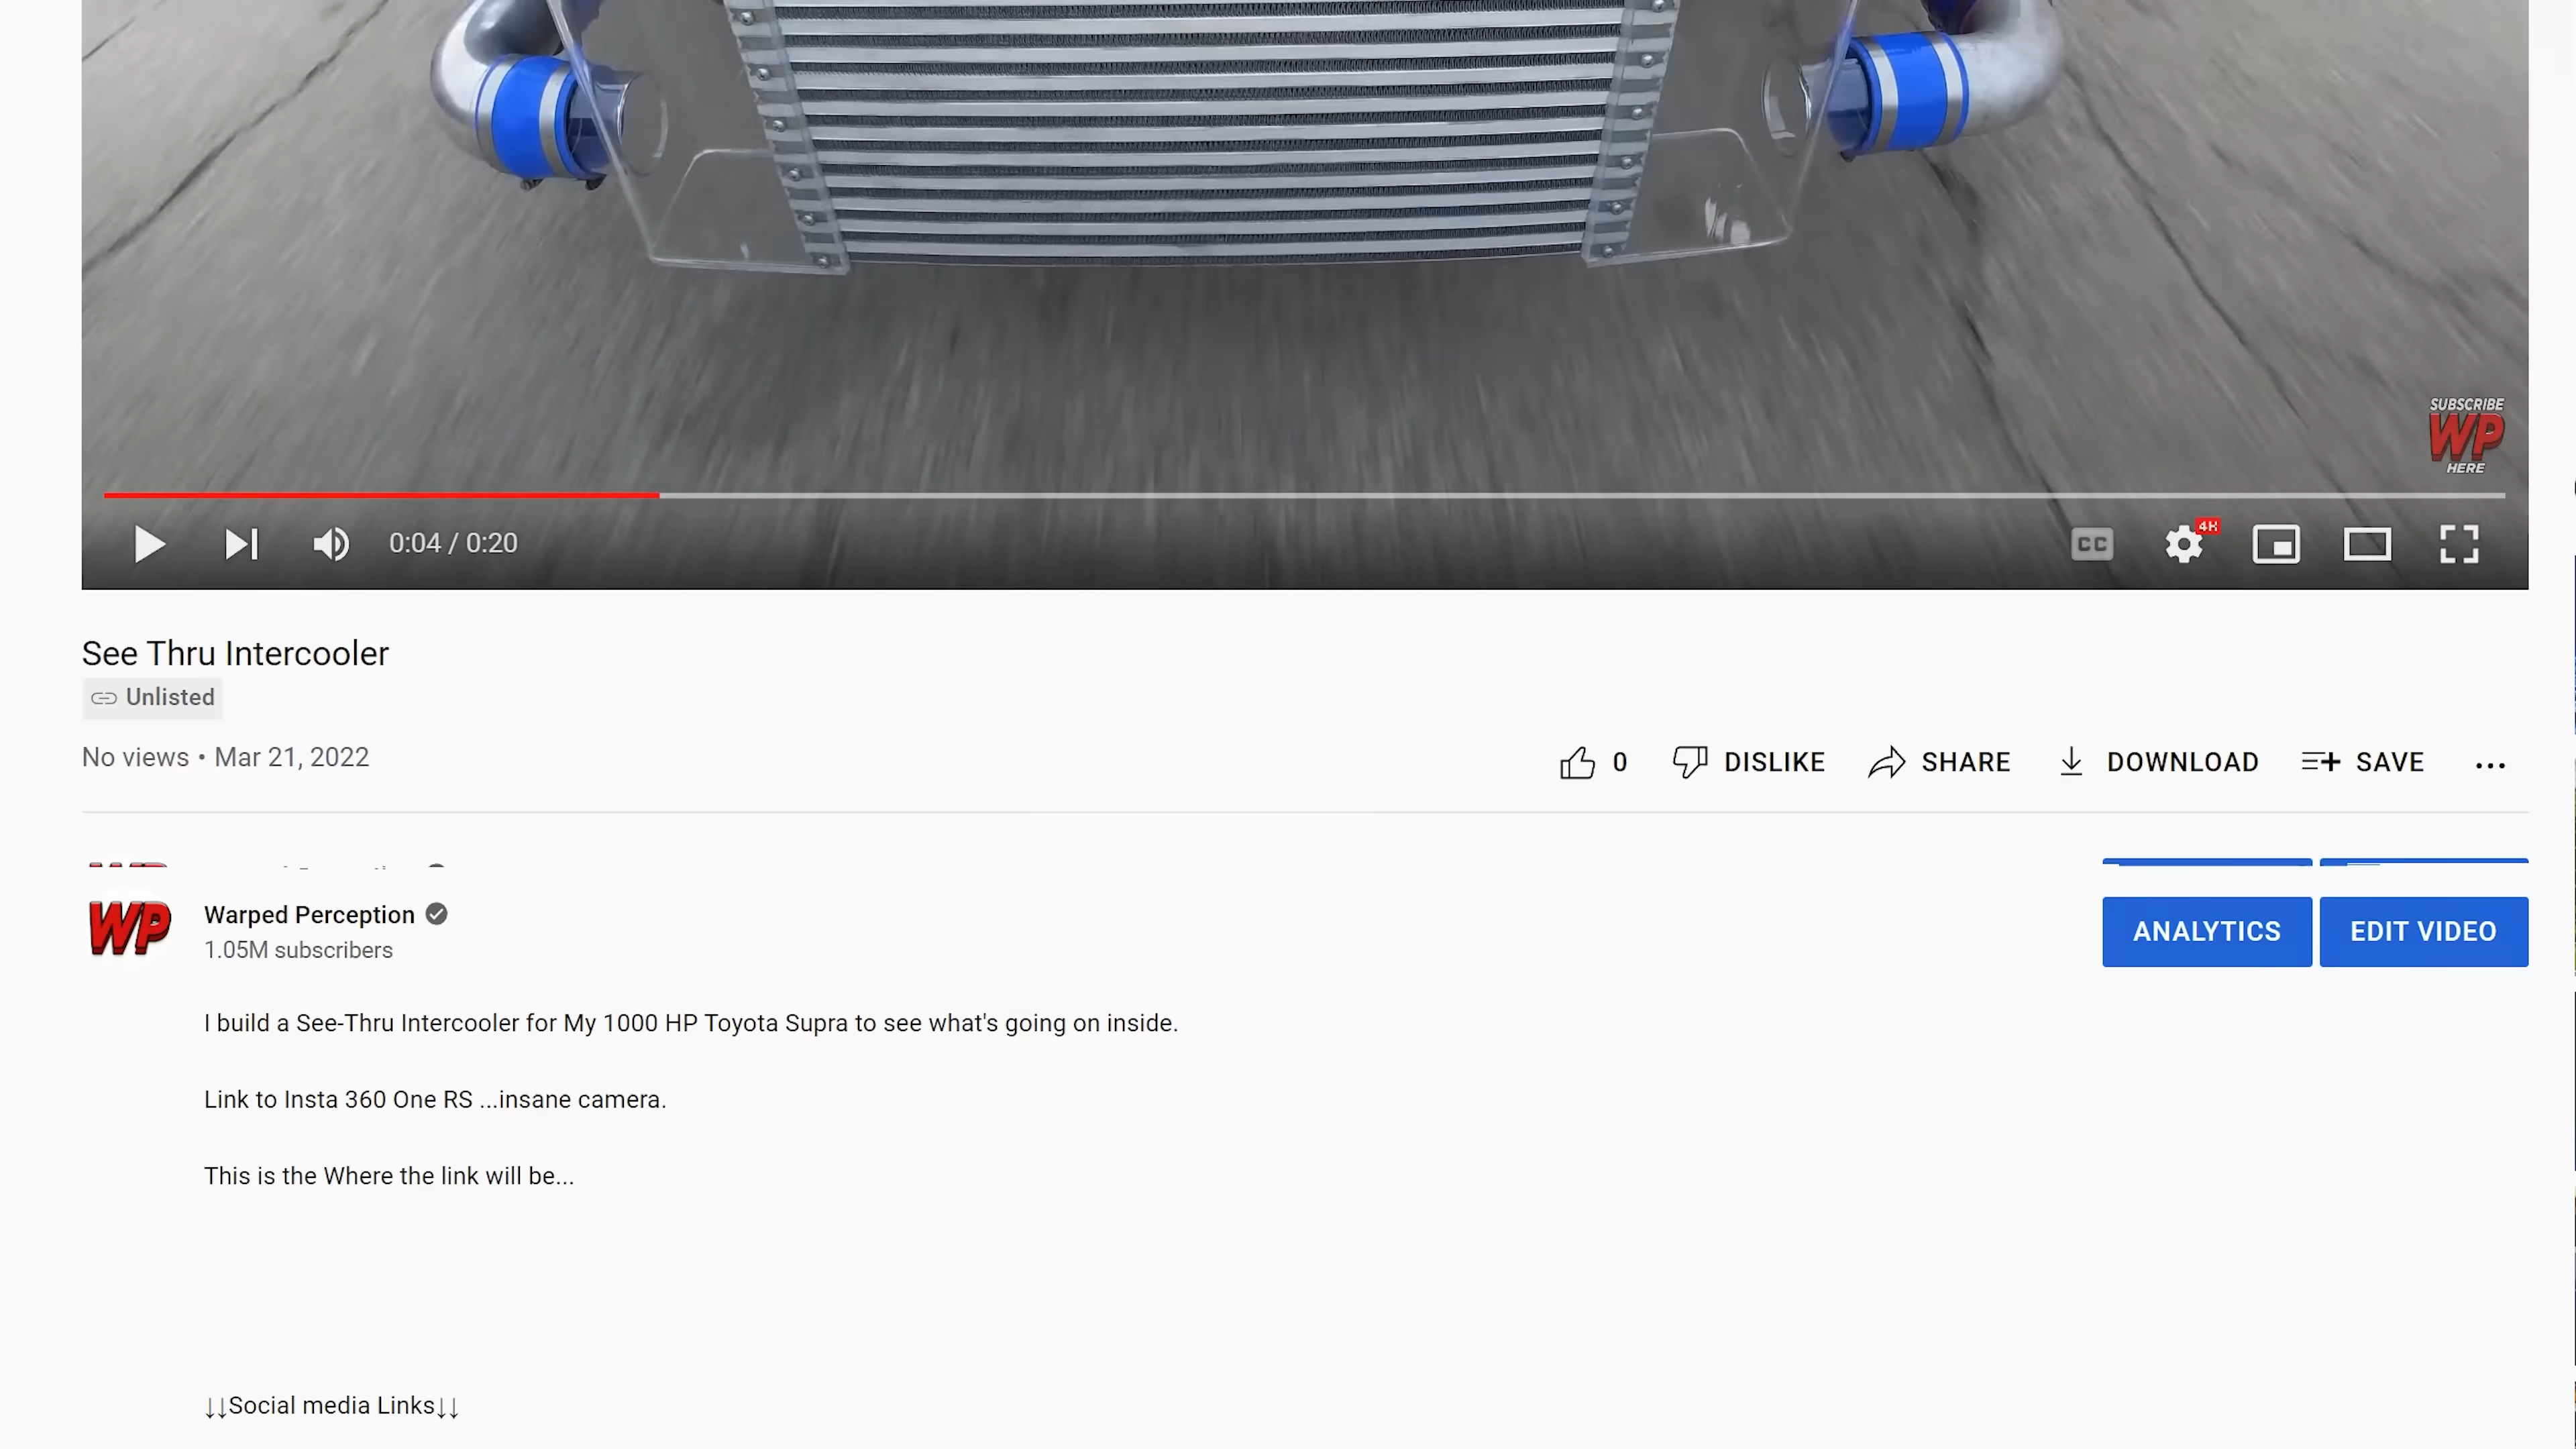 SUBSCRIBE
WP
HERE
0:04 / 0:20
CC
4K
See Thru Intercooler
Unlisted
No views • Mar 21, 2022
0 DISLIKE SHARE DOWNLOAD SAVE ...
WP
Warped Perception
1.05M subscribers
ANALYTICS EDIT VIDEO
I build a See-Thru Intercooler for My 1000 HP Toyota Supra to see what's going on inside.
Link to Insta 360 One RS ...insane camera.
This is the Where the link will be...
↓↓Social media Links↓↓